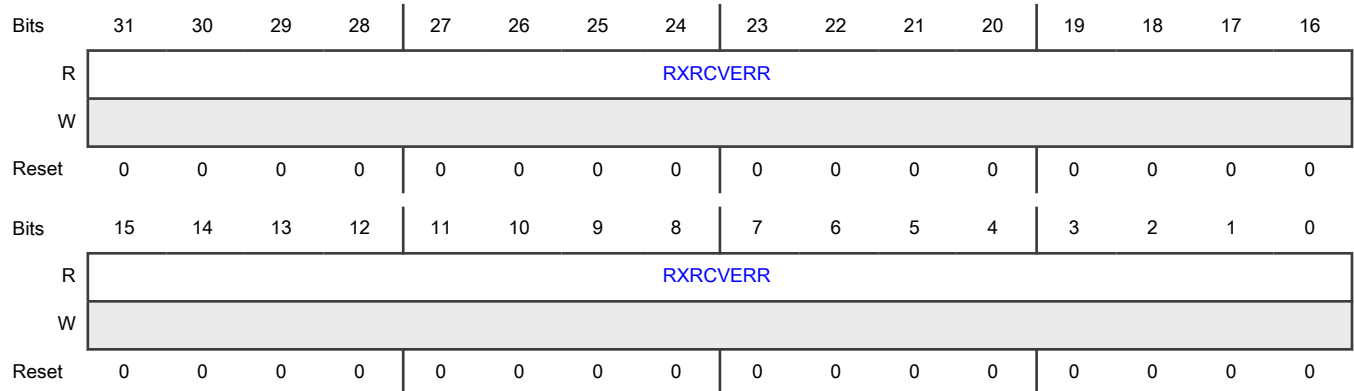 Bits 31 30 29 28 27 26 25 24 23 22 21 20 19 18 17 16
R RXRCVERR
W
Reset 0 0 0 0 0 0 0 0 0 0 0 0 0 0 0 0
Bits 15 14 13 12 11 10 9 8 7 6 5 4 3 2 1 0
R RXRCVERR
W
Reset 0 0 0 0 0 0 0 0 0 0 0 0 0 0 0 0